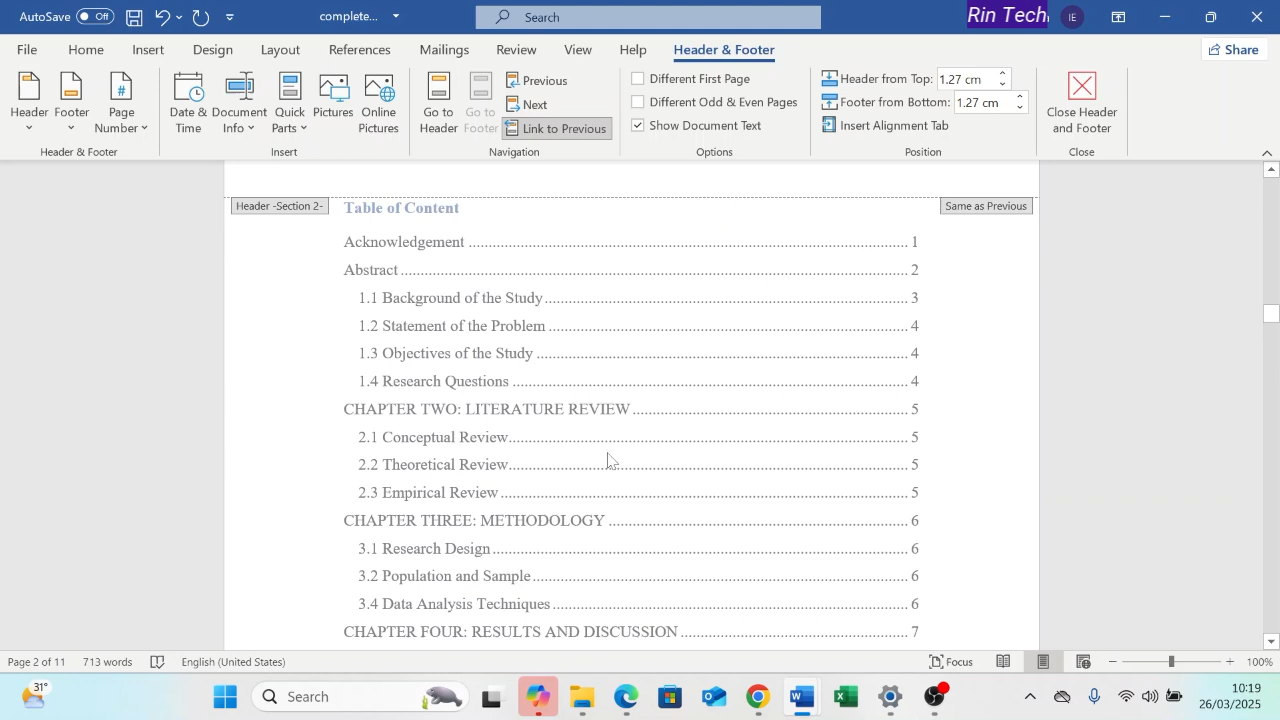 AutoSave Off complete... Search Rin Tech IE
File Home Insert Design Layout References Mailings Review View Help Header & Footer Share
Header Footer Page Number
Header & Footer
Date & Time Document Info Quick Parts Pictures Online Pictures
Insert
Go to Header Go to Footer Previous Next Link to Previous
Navigation
Different First Page
Different Odd & Even Pages
Show Document Text
Options
Header from Top: 1.27 cm
Footer from Bottom: 1.27 cm
Insert Alignment Tab
Position
Close Header and Footer
Close
Header -Section 2- Table of Content Same as Previous
Acknowledgement ........ 1
Abstract ........ 2
1.1 Background of the Study ........ 3
1.2 Statement of the Problem ........ 4
1.3 Objectives of the Study ........ 4
1.4 Research Questions ........ 4
CHAPTER TWO: LITERATURE REVIEW ........ 5
2.1 Conceptual Review ........ 5
2.2 Theoretical Review ........ 5
2.3 Empirical Review ........ 5
CHAPTER THREE: METHODOLOGY ........ 6
3.1 Research Design ........ 6
3.2 Population and Sample ........ 6
3.4 Data Analysis Techniques ........ 6
CHAPTER FOUR: RESULTS AND DISCUSSION ........ 7
Page 2 of 11 713 words English (United States) Focus 100%
31° Search 10:19
26/03/2025